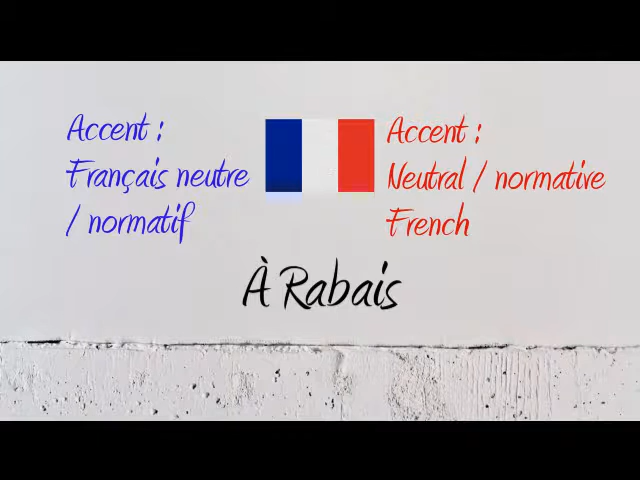 Accent :
Français neutre
/ normatif
Accent :
Neutral / normative
French
À Rabais